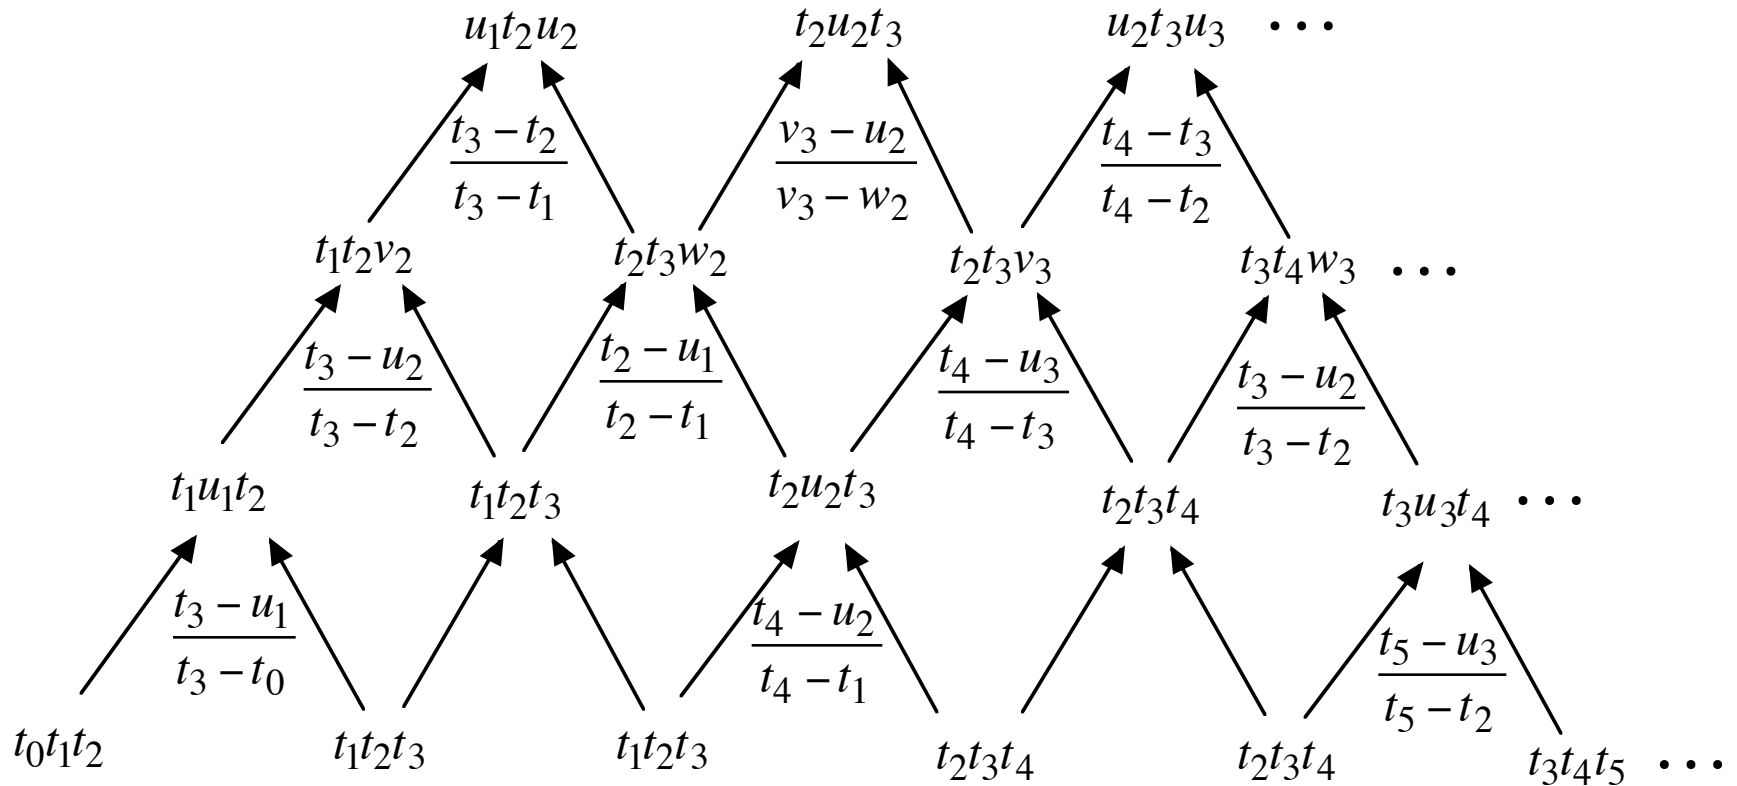 u₁t₂u₂ t₂u₂t₃ u₂t₃u₃ ...
t₃ − t₂ / t₃ − t₁ v₃ − u₂ / v₃ − w₂ t₄ − t₃ / t₄ − t₂
t₁t₂v₂ t₂t₃w₂ t₂t₃v₃ t₃t₄w₃ ...
t₃ − u₂ / t₃ − t₂ t₂ − u₁ / t₂ − t₁ t₄ − u₃ / t₄ − t₃ t₃ − u₂ / t₃ − t₂
t₁u₁t₂ t₁t₂t₃ t₂u₂t₃ t₂t₃t₄ t₃u₃t₄ ...
t₃ − u₁ / t₃ − t₀ t₄ − u₂ / t₄ − t₁ t₅ − u₃ / t₅ − t₂
t₀t₁t₂ t₁t₂t₃ t₁t₂t₃ t₂t₃t₄ t₂t₃t₄ t₃t₄t₅ ...